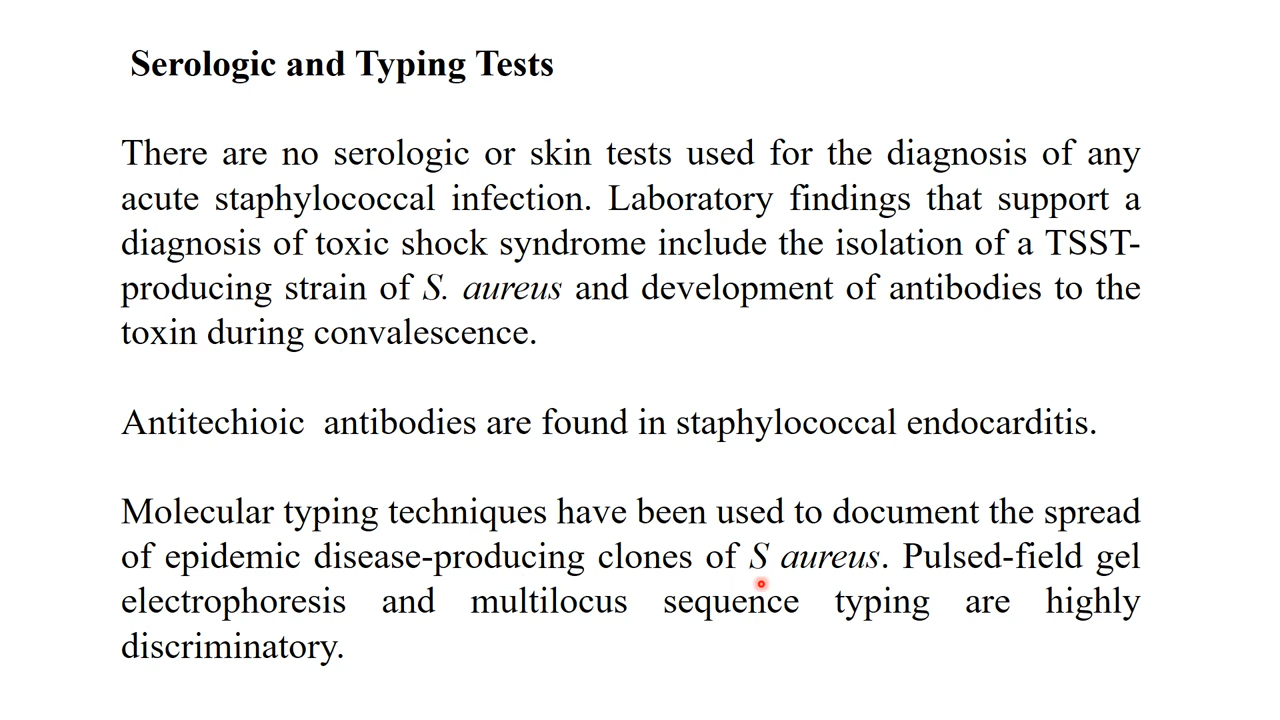 Serologic and Typing Tests
There are no serologic or skin tests used for the diagnosis of any
acute staphylococcal infection. Laboratory findings that support a
diagnosis of toxic shock syndrome include the isolation of a TSST-
producing strain of S. aureus and development of antibodies to the
toxin during convalescence.
Antitechioic antibodies are found in staphylococcal endocarditis.
Molecular typing techniques have been used to document the spread
of epidemic disease-producing clones of S aureus. Pulsed-field gel
electrophoresis and multilocus sequence typing are highly
discriminatory.